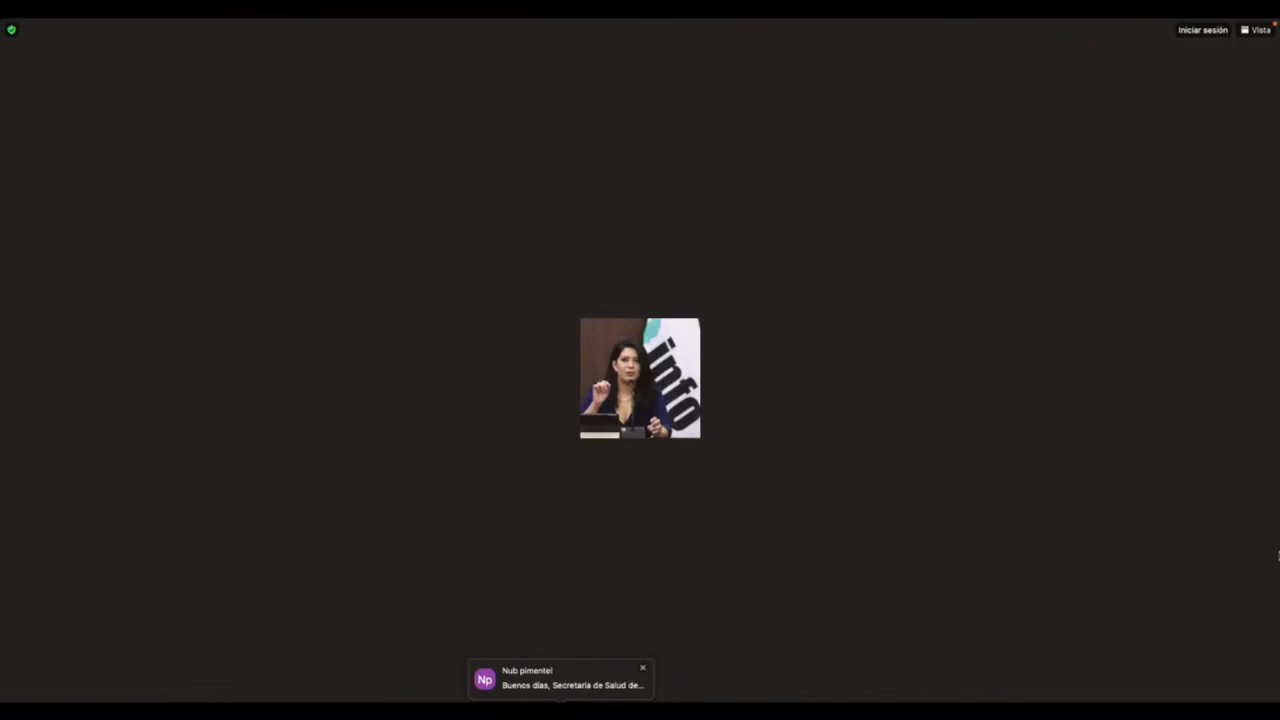 Iniciar sesión
Vista
info
Nub pimentel
Np
Buenos días, Secretaria de Salud de...